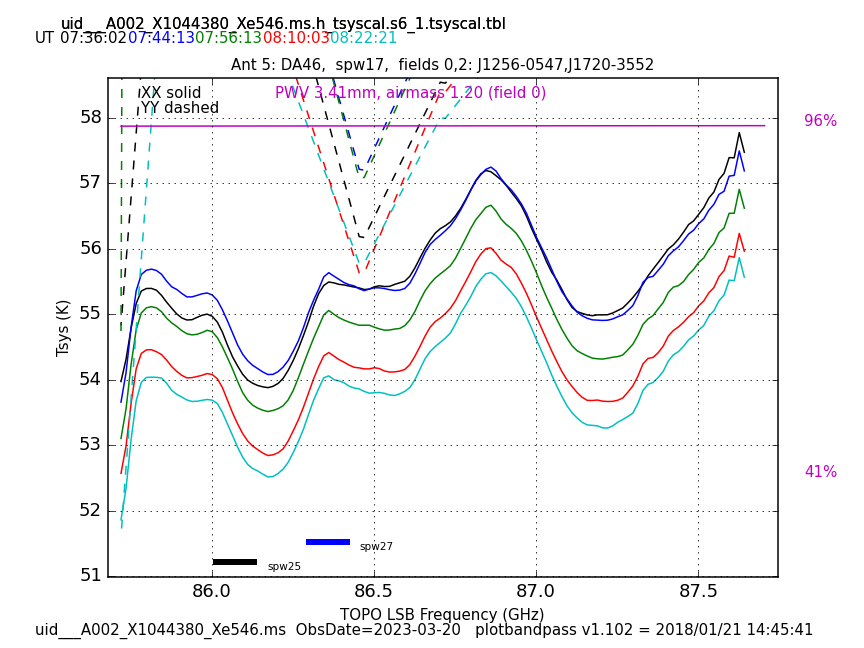 uid___A002_X1044380_Xe546.ms.h_tsyscal.s6_1.tsyscal.tbl
UT 07:36:02 07:44:13 07:56:13 08:10:03 08:22:21
Ant 5: DA46, spw17, fields 0,2: J1256-0547,J1720-3552
XX solid
PWV 3.41mm, airmass 1.20 (field 0)
YY dashed
58
96%
57
56
55
Tsys (K)
54
53
41%
52
spw27
spw25
51
86.0 86.5 87.0 87.5
TOPO LSB Frequency (GHz)
uid___A002_X1044380_Xe546.ms ObsDate=2023-03-20 plotbandpass v1.102 = 2018/01/21 14:45:41